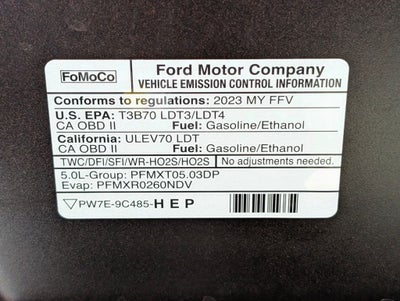 FoMoCo
Ford Motor Company
VEHICLE EMISSION CONTROL INFORMATION
Conforms to regulations: 2023 MY FFV
U.S. EPA: T3B70 LDT3/LDT4
CA OBD II Fuel: Gasoline/Ethanol
California: ULEV70 LDT
CA OBD II Fuel: Gasoline/Ethanol
TWC/DFI/SFI/WR-HO2S/HO2S No adjustments needed.
5.0L-Group: PFMXT05.03DP
Evap: PFMXR0260NDV
PW7E-9C485-HEP